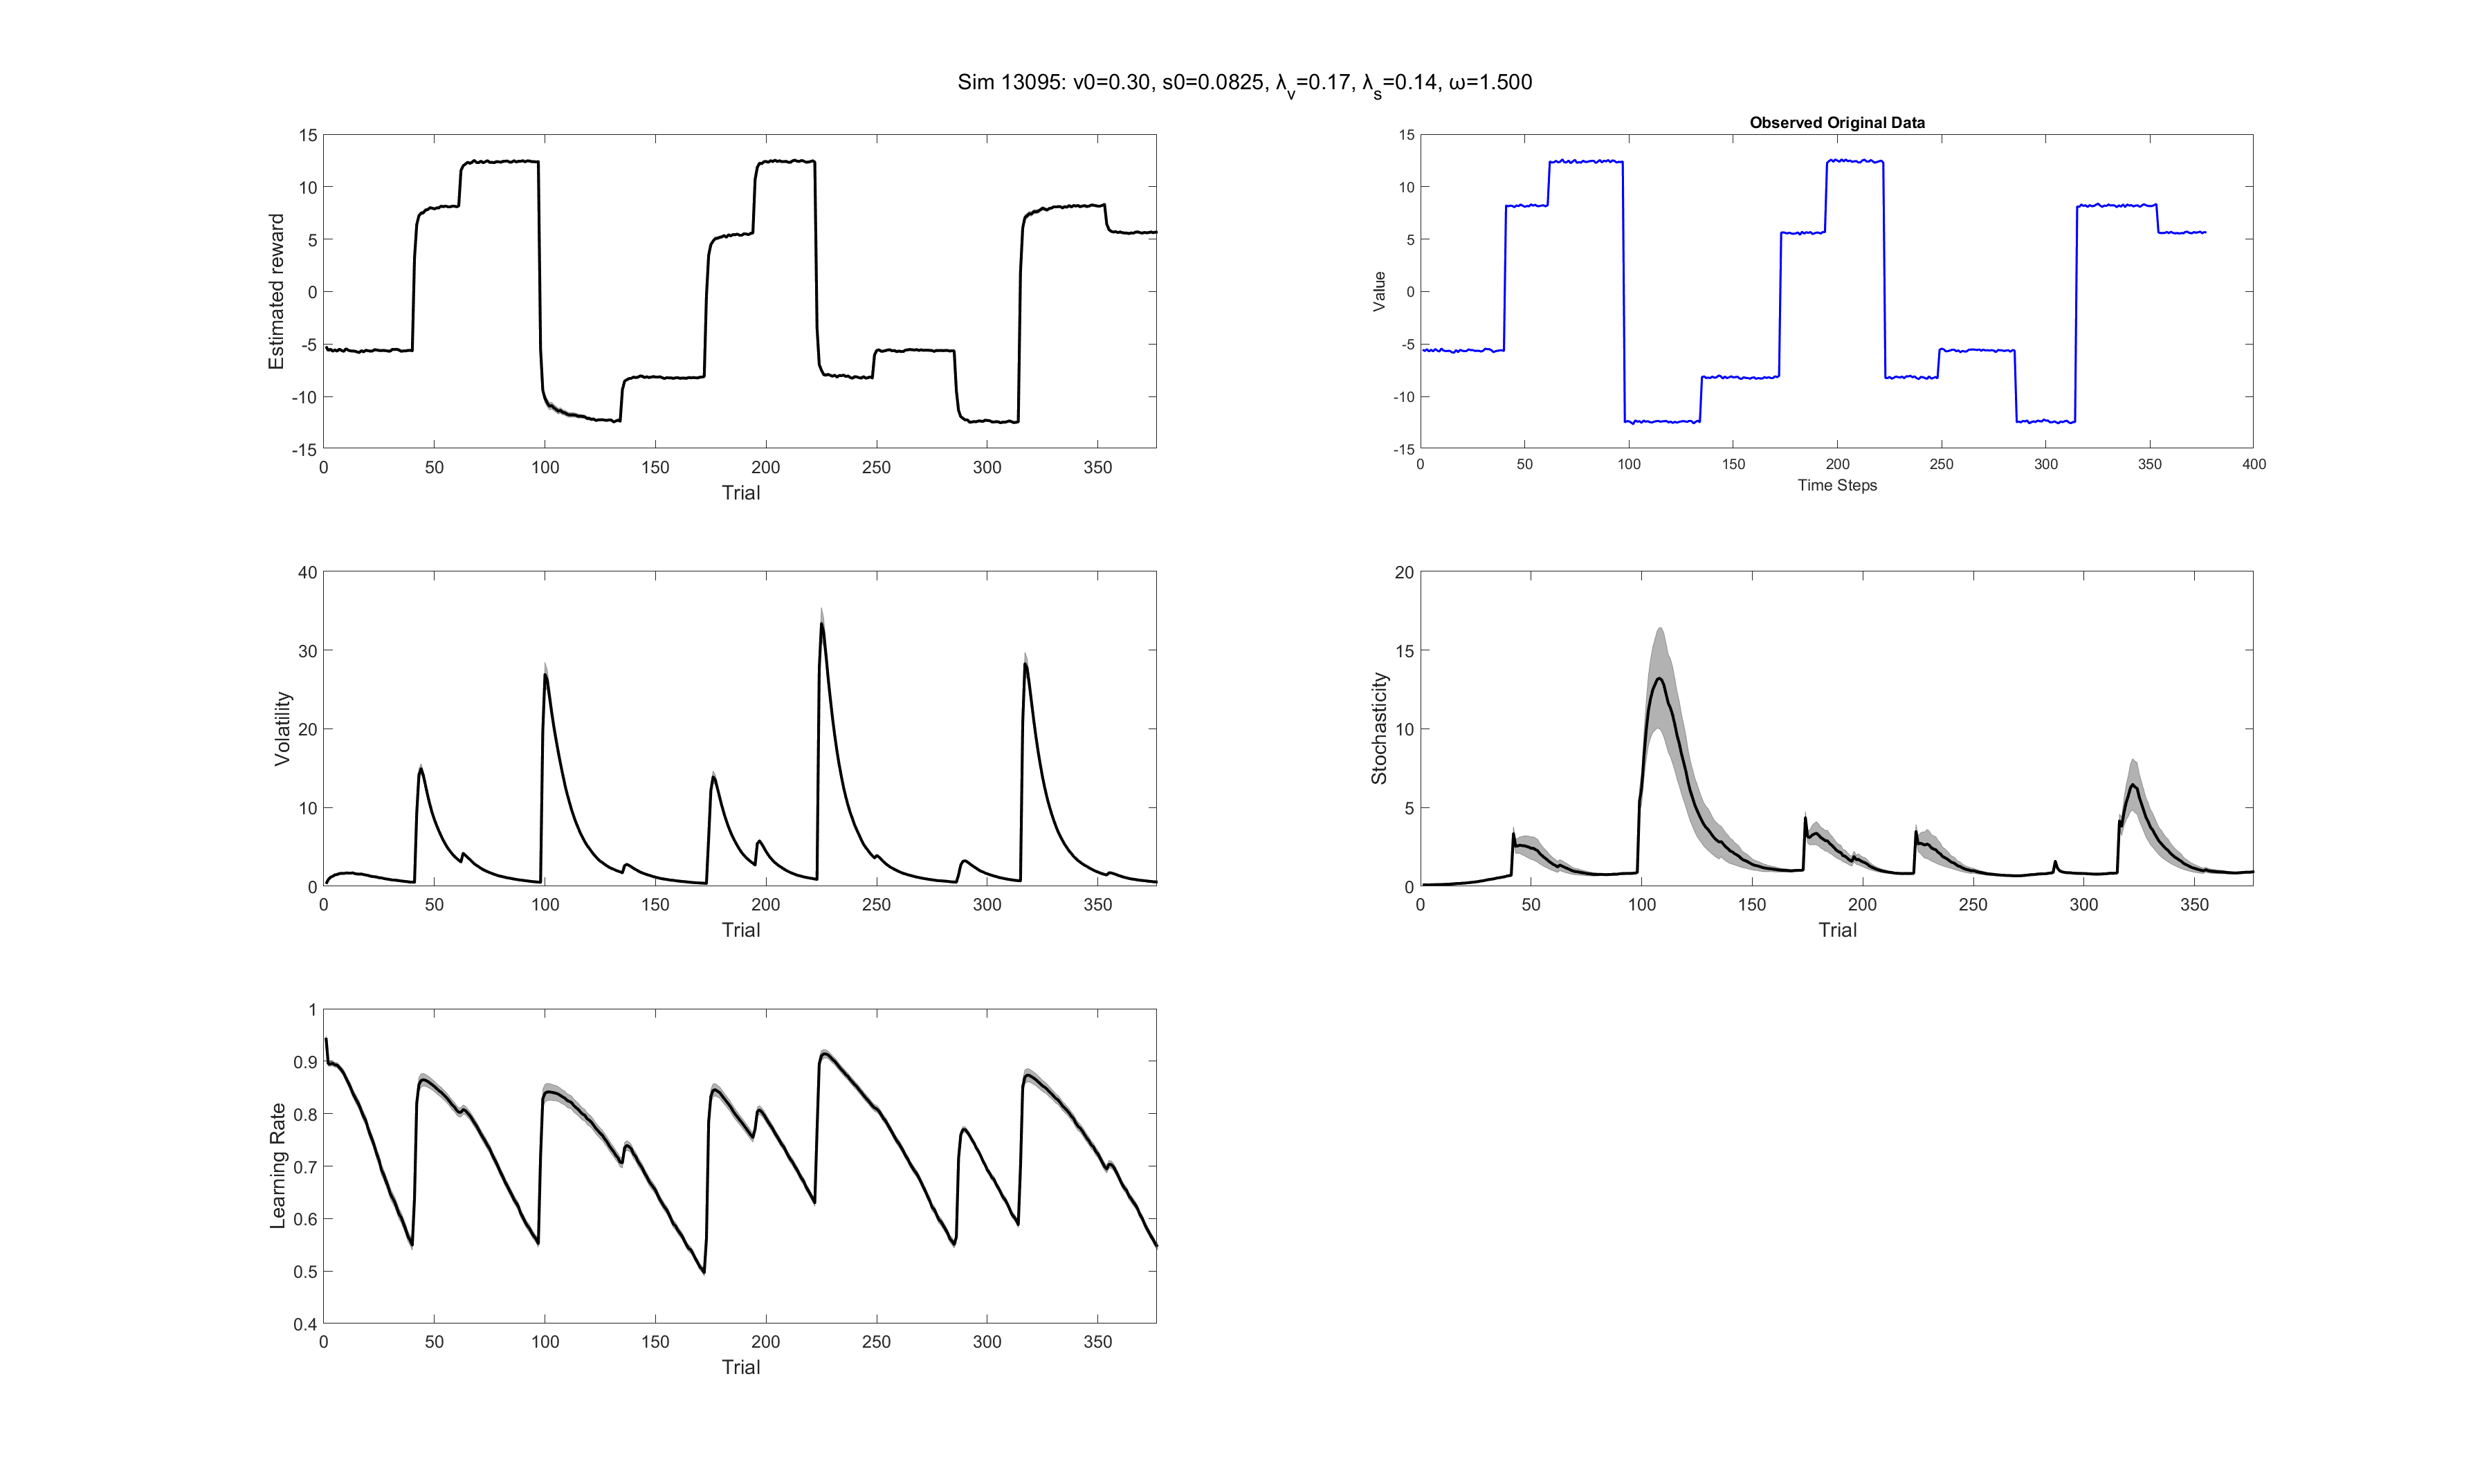 Sim 13095: v0=0.30, s0=0.0825, λv=0.17, λs=0.14, ω=1.500
15
10
5
0
-5
-10
-15
Estimated reward
0 50 100 150 200 250 300 350
Trial
Observed Original Data
15
10
5
0
-5
-10
-15
Value
0 50 100 150 200 250 300 350 400
Time Steps
40
30
20
10
0
Volatility
0 50 100 150 200 250 300 350
Trial
20
15
10
5
0
Stochasticity
0 50 100 150 200 250 300 350
Trial
1
0.9
0.8
0.7
0.6
0.5
0.4
Learning Rate
0 50 100 150 200 250 300 350
Trial